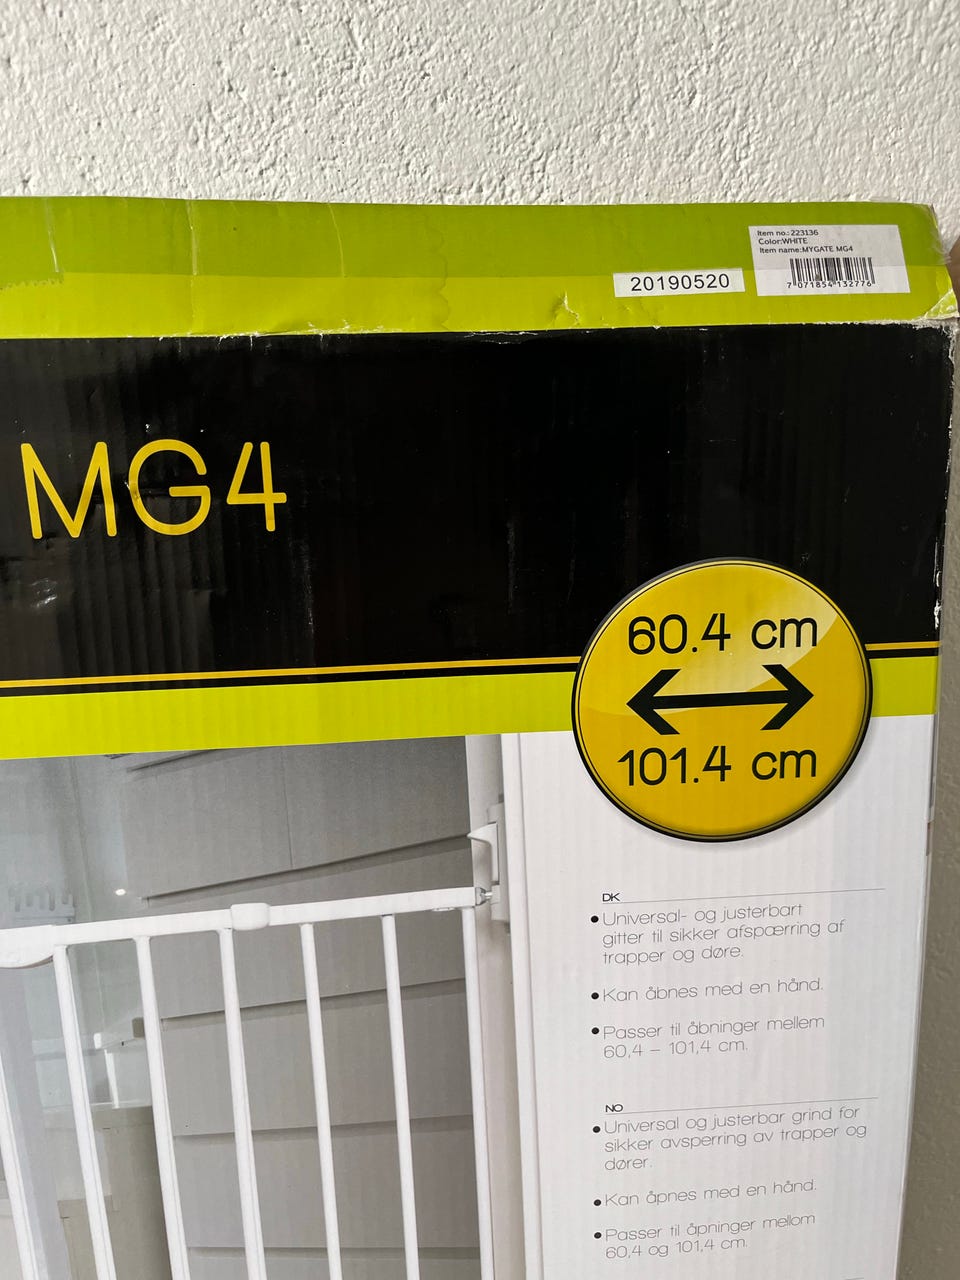 Item no.:223136
Color:WHITE
Item name:MYGATE MG4
7 071854 132776
20190520
MG4
60.4 cm
101.4 cm
DK
• Universal- og justerbart
gitter til sikker afspærring af
trapper og døre.
• Kan åbnes med en hånd.
• Passer til åbninger mellem
60,4 – 101,4 cm.
NO
• Universal og justerbar grind for
sikker avsperring av trapper og
dører.
• Kan åpnes med en hånd.
• Passer til åpninger mellom
60,4 og 101,4 cm.